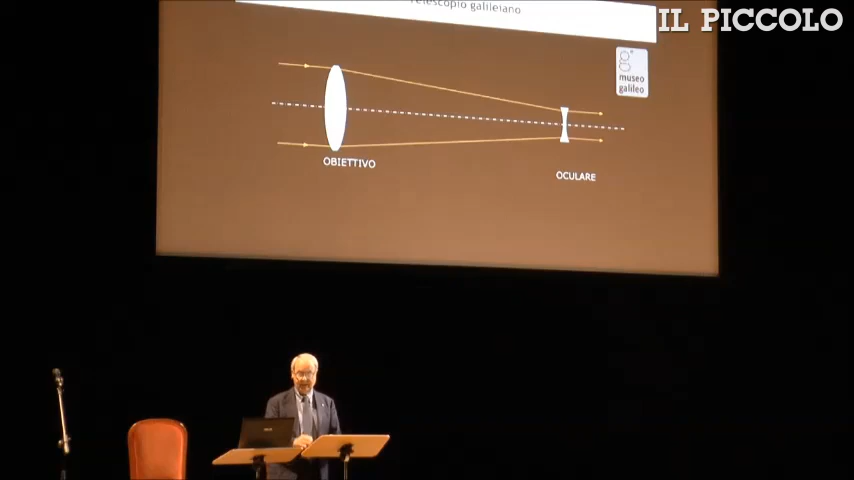 Telescopio galileiano
IL PICCOLO
museo
galileo
OBIETTIVO
OCULARE